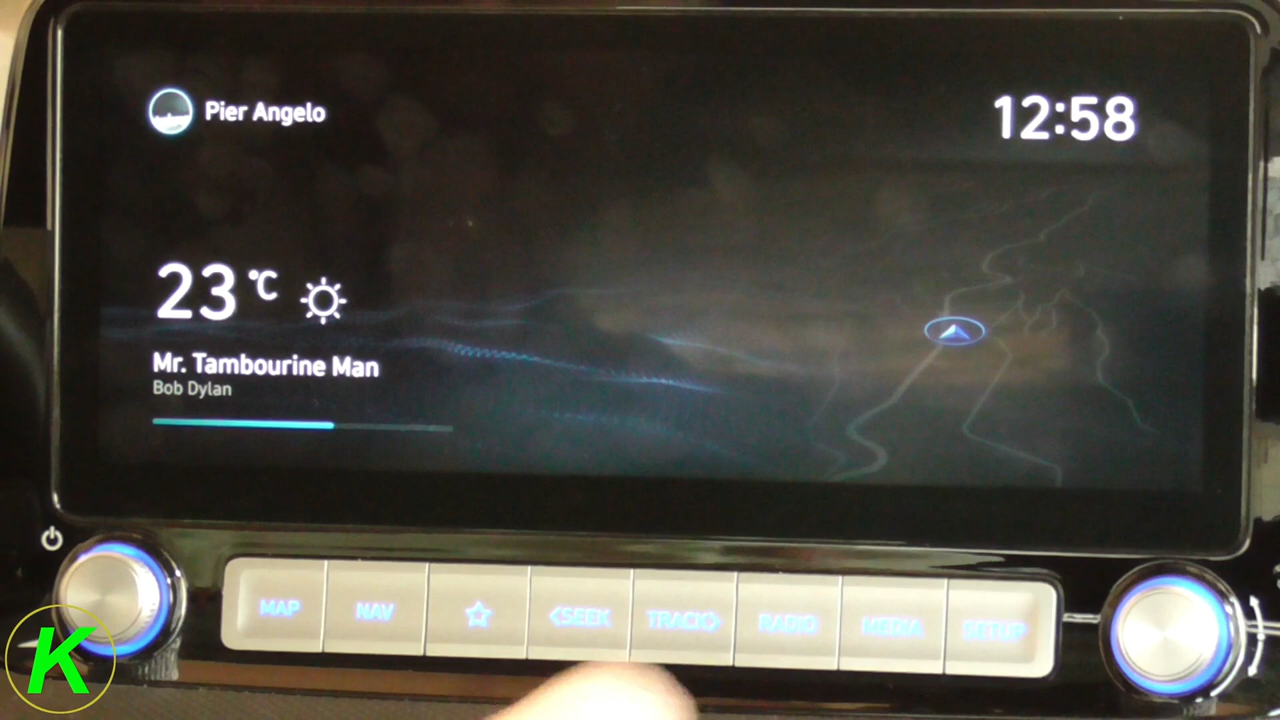 Pier Angelo
12:58
23 °C
Mr. Tambourine Man
Bob Dylan
MAP
NAV
<SEEK
TRACK>
RADIO
MEDIA
SETUP
K